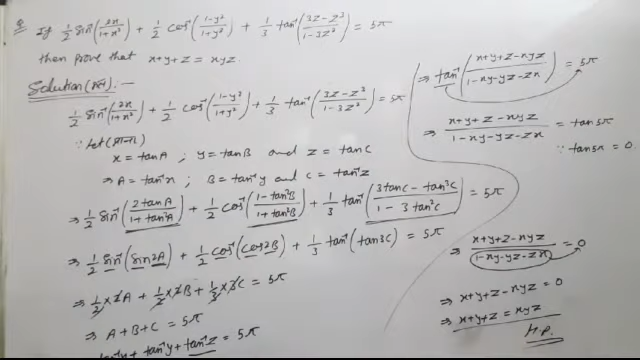 Q. If 1/2 sin⁻¹(2x/1+x²) + 1/2 cos⁻¹(1-y²/1+y²) + 1/3 tan⁻¹(3z-z³/1-3z²) = 5π
then prove that x+y+z = xyz.
Solution (हल):-
1/2 sin⁻¹(2x/1+x²) + 1/2 cos⁻¹(1-y²/1+y²) + 1/3 tan⁻¹(3z-z³/1-3z²) = 5π
∵ Let (माना)
x = tanA ; y = tanB and z = tanC
⇒ A = tan⁻¹x ; B = tan⁻¹y and C = tan⁻¹z
⇒ 1/2 sin⁻¹(2tanA/1+tan²A) + 1/2 cos⁻¹(1-tan²B/1+tan²B) + 1/3 tan⁻¹(3tanC-tan³C/1-3tan²C) = 5π
⇒ 1/2 sin⁻¹(sin2A) + 1/2 cos⁻¹(cos2B) + 1/3 tan⁻¹(tan3C) = 5π
⇒ 1/2 x 2A + 1/2 x 2B + 1/3 x 3C = 5π
⇒ A+B+C = 5π
tan⁻¹x + tan⁻¹y + tan⁻¹z = 5π
⇒ tan⁻¹(x+y+z-xyz/1-xy-yz-zx) = 5π
⇒ x+y+z-xyz/1-xy-yz-zx = tan5π
∵ tan5π = 0
⇒ x+y+z-xyz/1-xy-yz-zx = 0
⇒ x+y+z-xyz = 0
⇒ x+y+z = xyz
H.P.